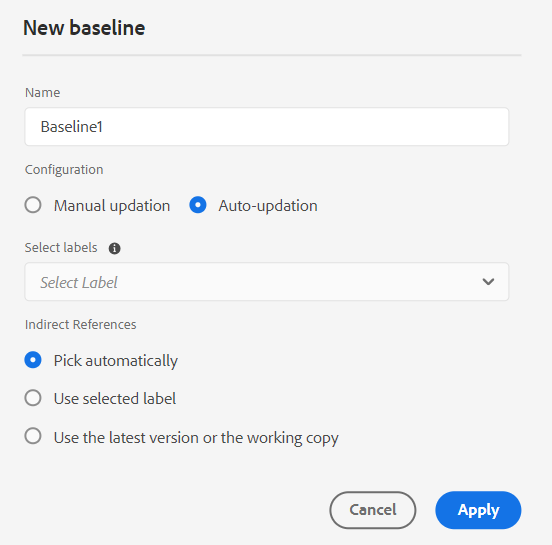 New baseline
Name
Baseline1
Configuration
Manual updation Auto-updation
Select labels i
Select Label
Indirect References
Pick automatically
Use selected label
Use the latest version or the working copy
Cancel Apply